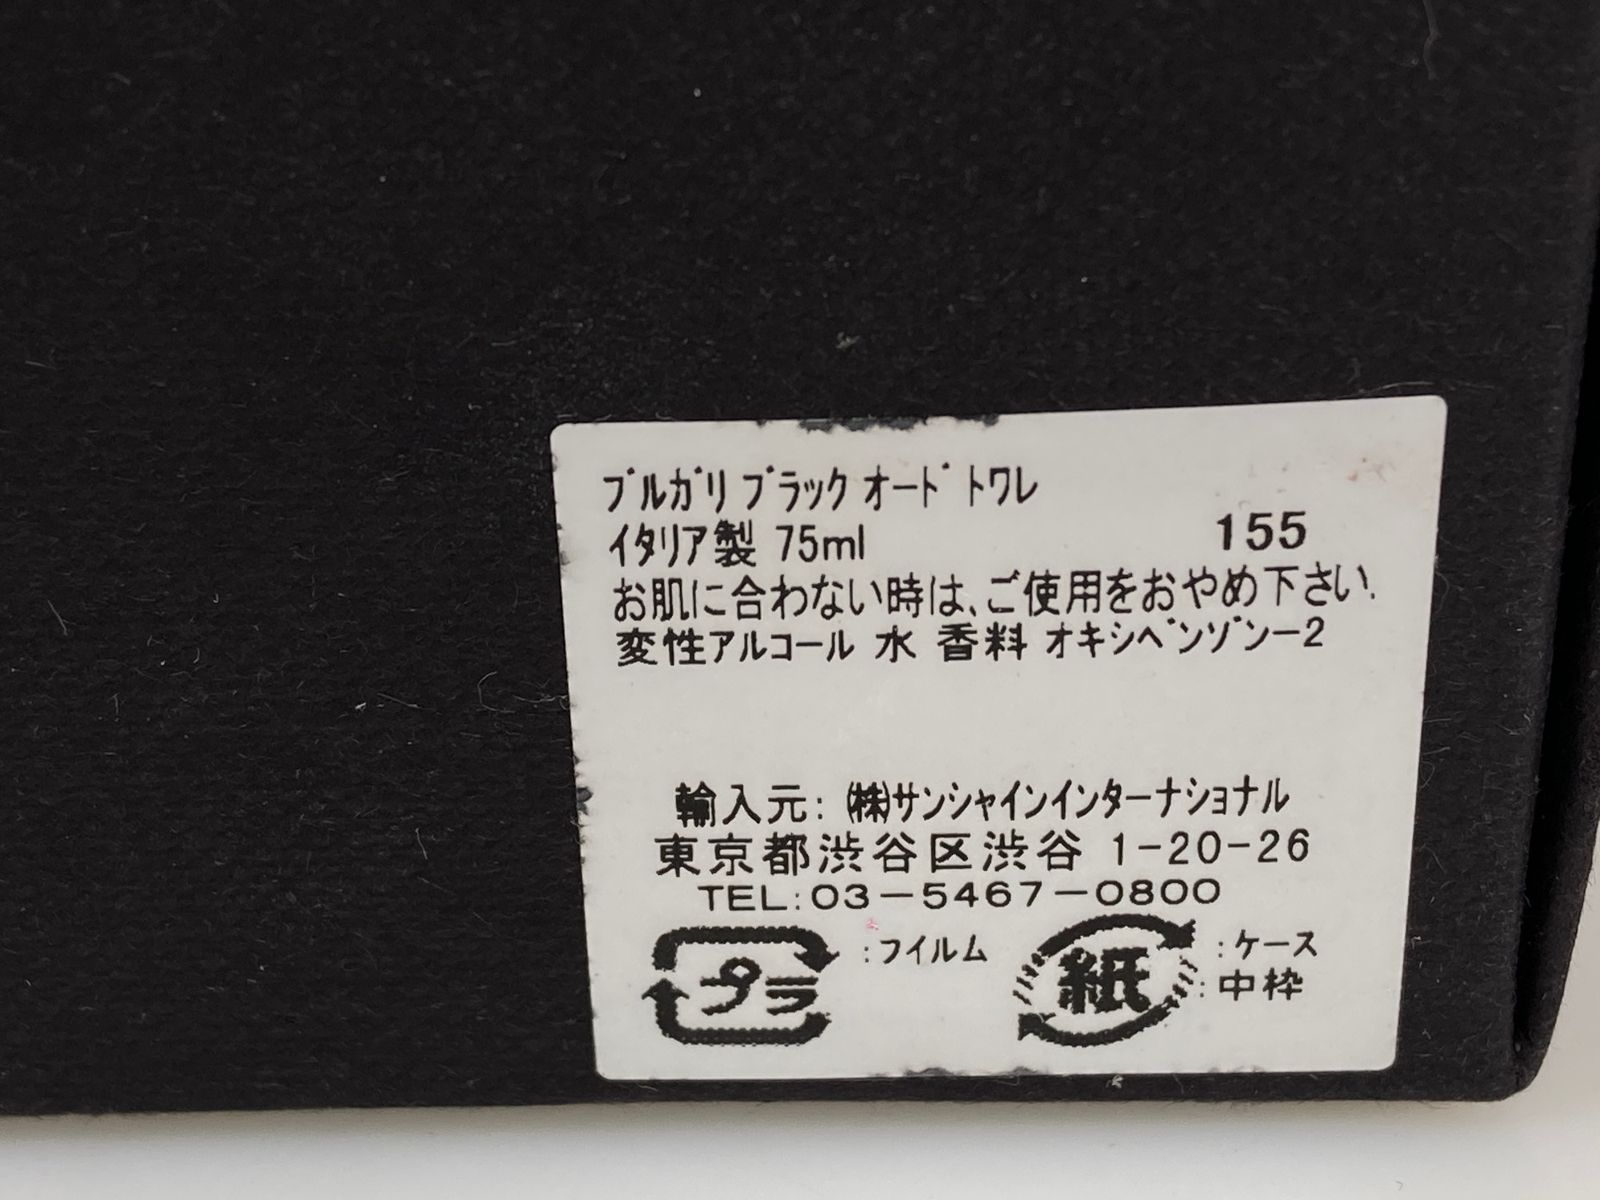 ブルガリ ブラック オード トワレ
イタリア製 75ml 155
お肌に合わない時は、ご使用をおやめ下さい.
変性アルコール 水 香料 オキシベンゾン-2
輸入元: ㈱サンシャインインターナショナル
東京都渋谷区渋谷 1-20-26
TEL:03-5467-0800
プラ :フイルム 紙 :ケース
:中枠